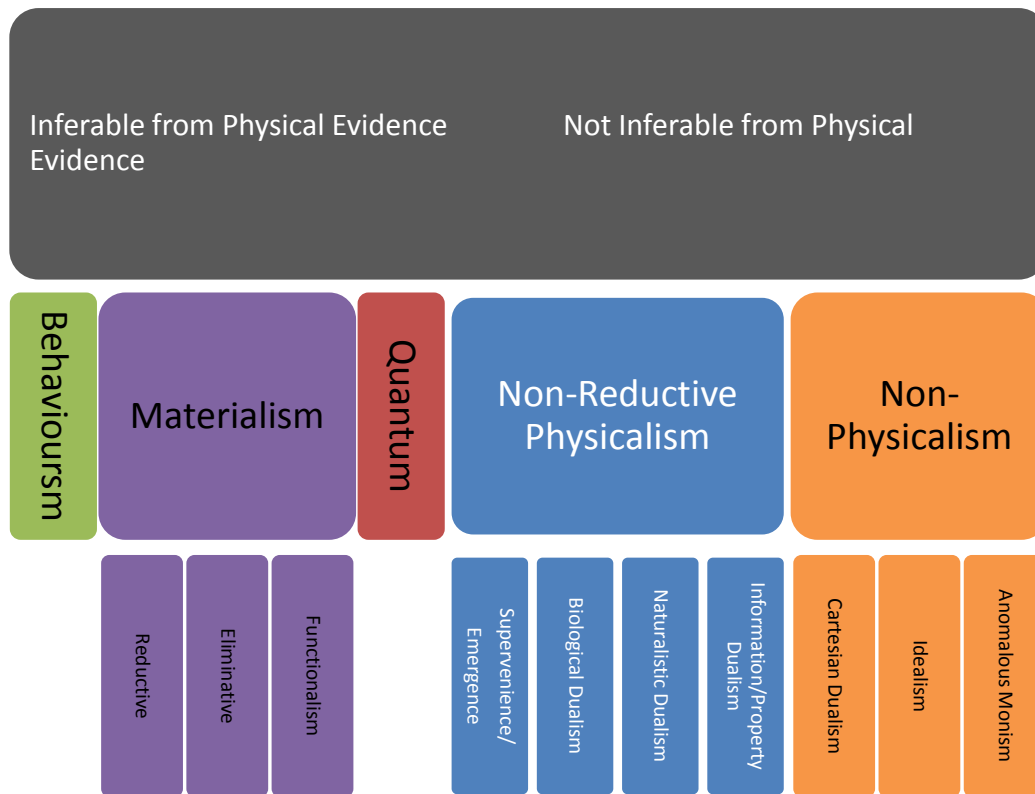 Inferable from Physical Evidence Not Inferable from Physical
Evidence
Behavioursm
Materialism
Quantum
Non-Reductive
Physicalism
Non-
Physicalism
Reductive
Eliminative
Functionalism
Supervenience/
Emergence
Biological Dualism
Naturalistic Dualism
Information/Property
Dualism
Cartesian Dualism
Idealism
Anomalous Monism